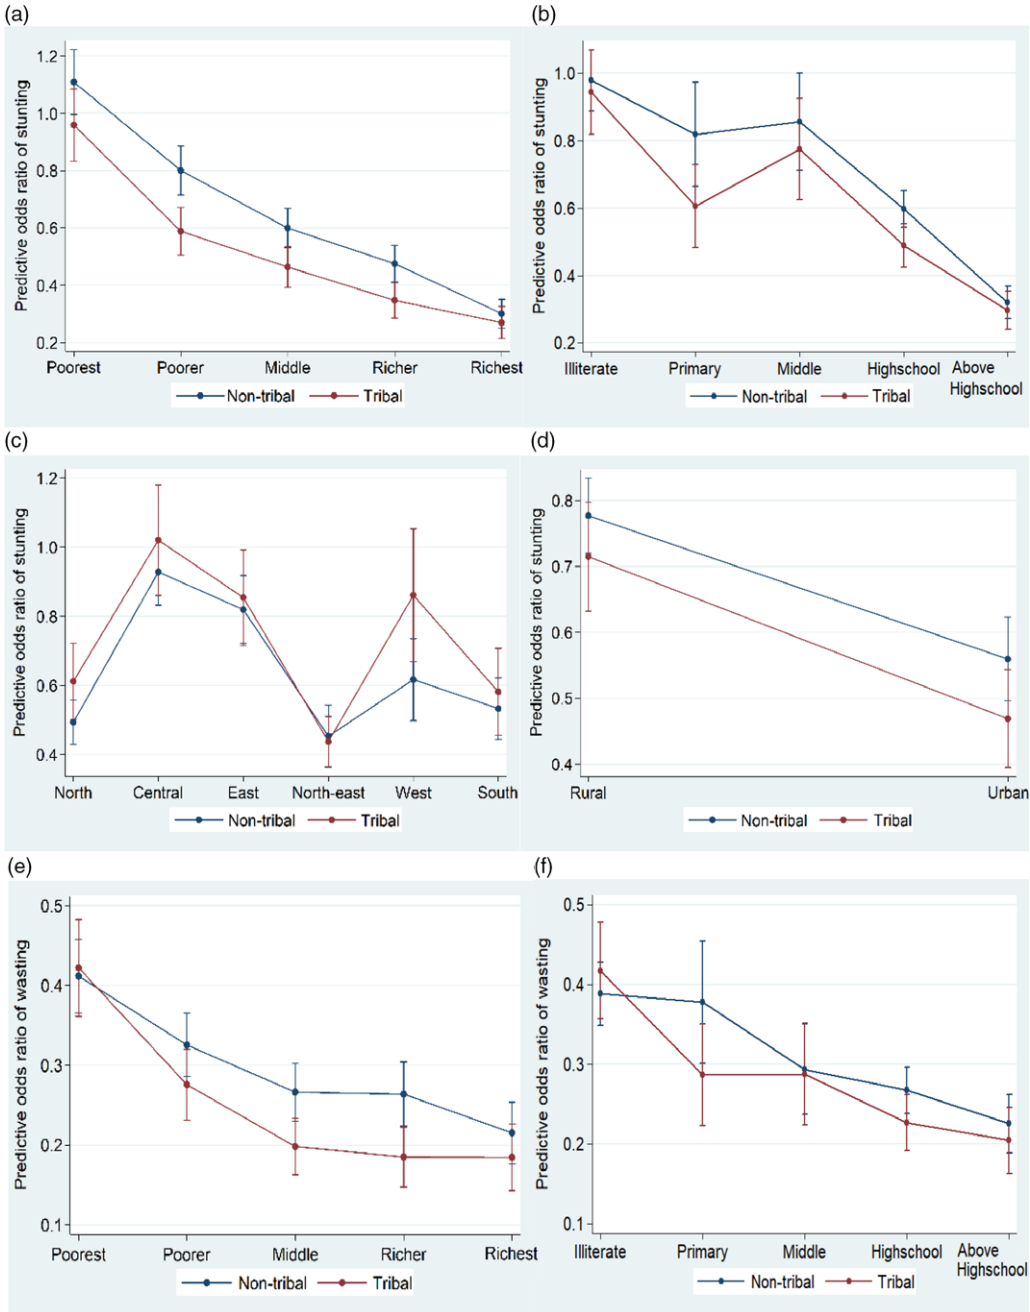 (a)
Predictive odds ratio of stunting
1.2
1.0
0.8
0.6
0.4
0.2
Poorest Poorer Middle Richer Richest
Non-tribal Tribal
(b)
Predictive odds ratio of stunting
1.0
0.8
0.6
0.4
0.2
Illiterate Primary Middle Highschool Above
Highschool
Non-tribal Tribal
(c)
Predictive odds ratio of stunting
1.2
1.0
0.8
0.6
0.4
North Central East North-east West South
Non-tribal Tribal
(d)
Predictive odds ratio of stunting
0.8
0.7
0.6
0.5
0.4
Rural Urban
Non-tribal Tribal
(e)
Predictive odds ratio of wasting
0.5
0.4
0.3
0.2
0.1
Poorest Poorer Middle Richer Richest
Non-tribal Tribal
(f)
Predictive odds ratio of wasting
0.5
0.4
0.3
0.2
0.1
Illiterate Primary Middle Highschool Above
Highschool
Non-tribal Tribal